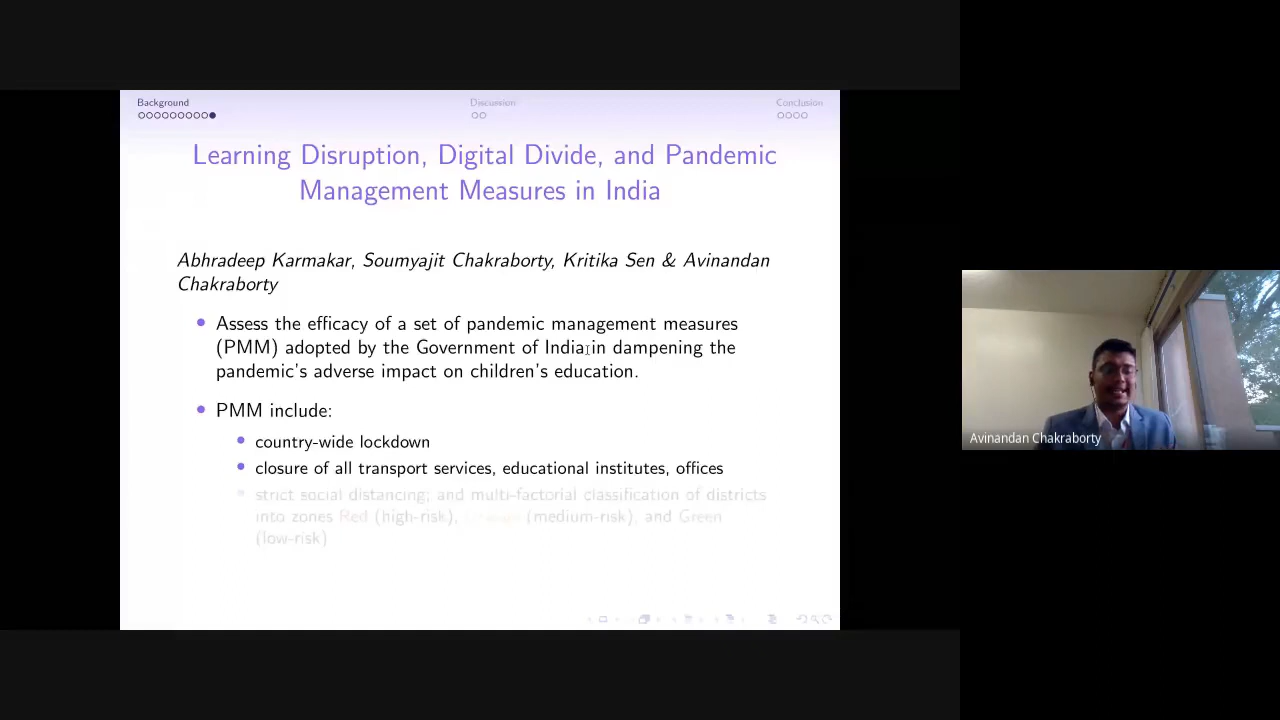 Background
Discussion
Conclusion
Learning Disruption, Digital Divide, and Pandemic
Management Measures in India
Abhradeep Karmakar, Soumyajit Chakraborty, Kritika Sen & Avinandan
Chakraborty
Assess the efficacy of a set of pandemic management measures
(PMM) adopted by the Government of India in dampening the
pandemic's adverse impact on children's education.
PMM include:
country-wide lockdown
closure of all transport services, educational institutes, offices
strict social distancing; and multi-factorial classification of districts
into zones Red (high-risk), (medium-risk), and Green
(low-risk)
Avinandan Chakraborty